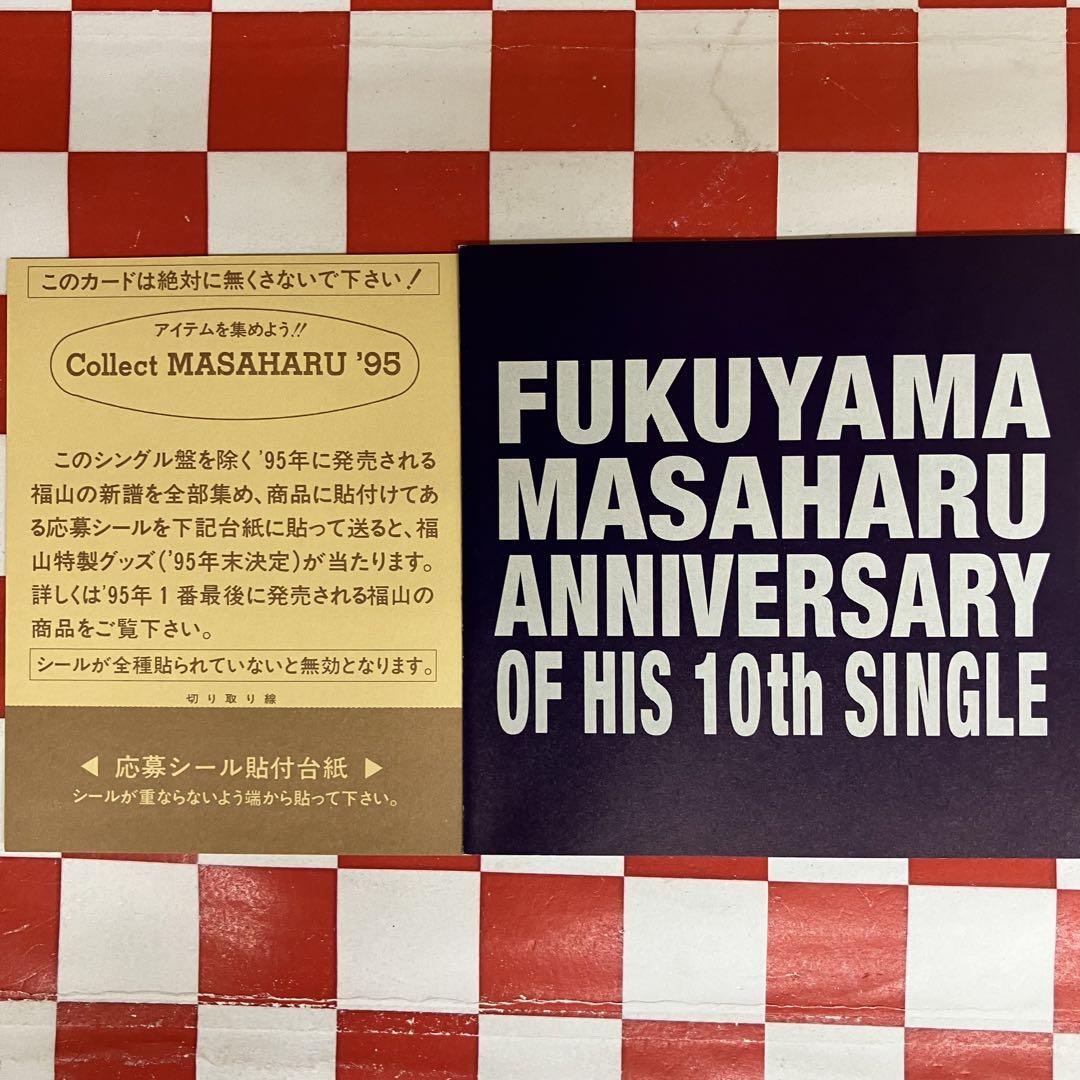 このカードは絶対に無くさないで下さい!
アイテムを集めよう!!
Collect MASAHARU '95
このシングル盤を除く'95年に発売される
福山の新譜を全部集め、商品に貼付けてあ
る応募シールを下記台紙に貼って送ると、福
山特製グッズ('95年末決定)が当たります。
詳しくは'95年1番最後に発売される福山の
商品をご覧下さい。
シールが全種貼られていないと無効となります。
切り取り線
◀ 応募シール貼付台紙 ▶
シールが重ならないよう端から貼って下さい。
FUKUYAMA
MASAHARU
ANNIVERSARY
OF HIS 10th SINGLE